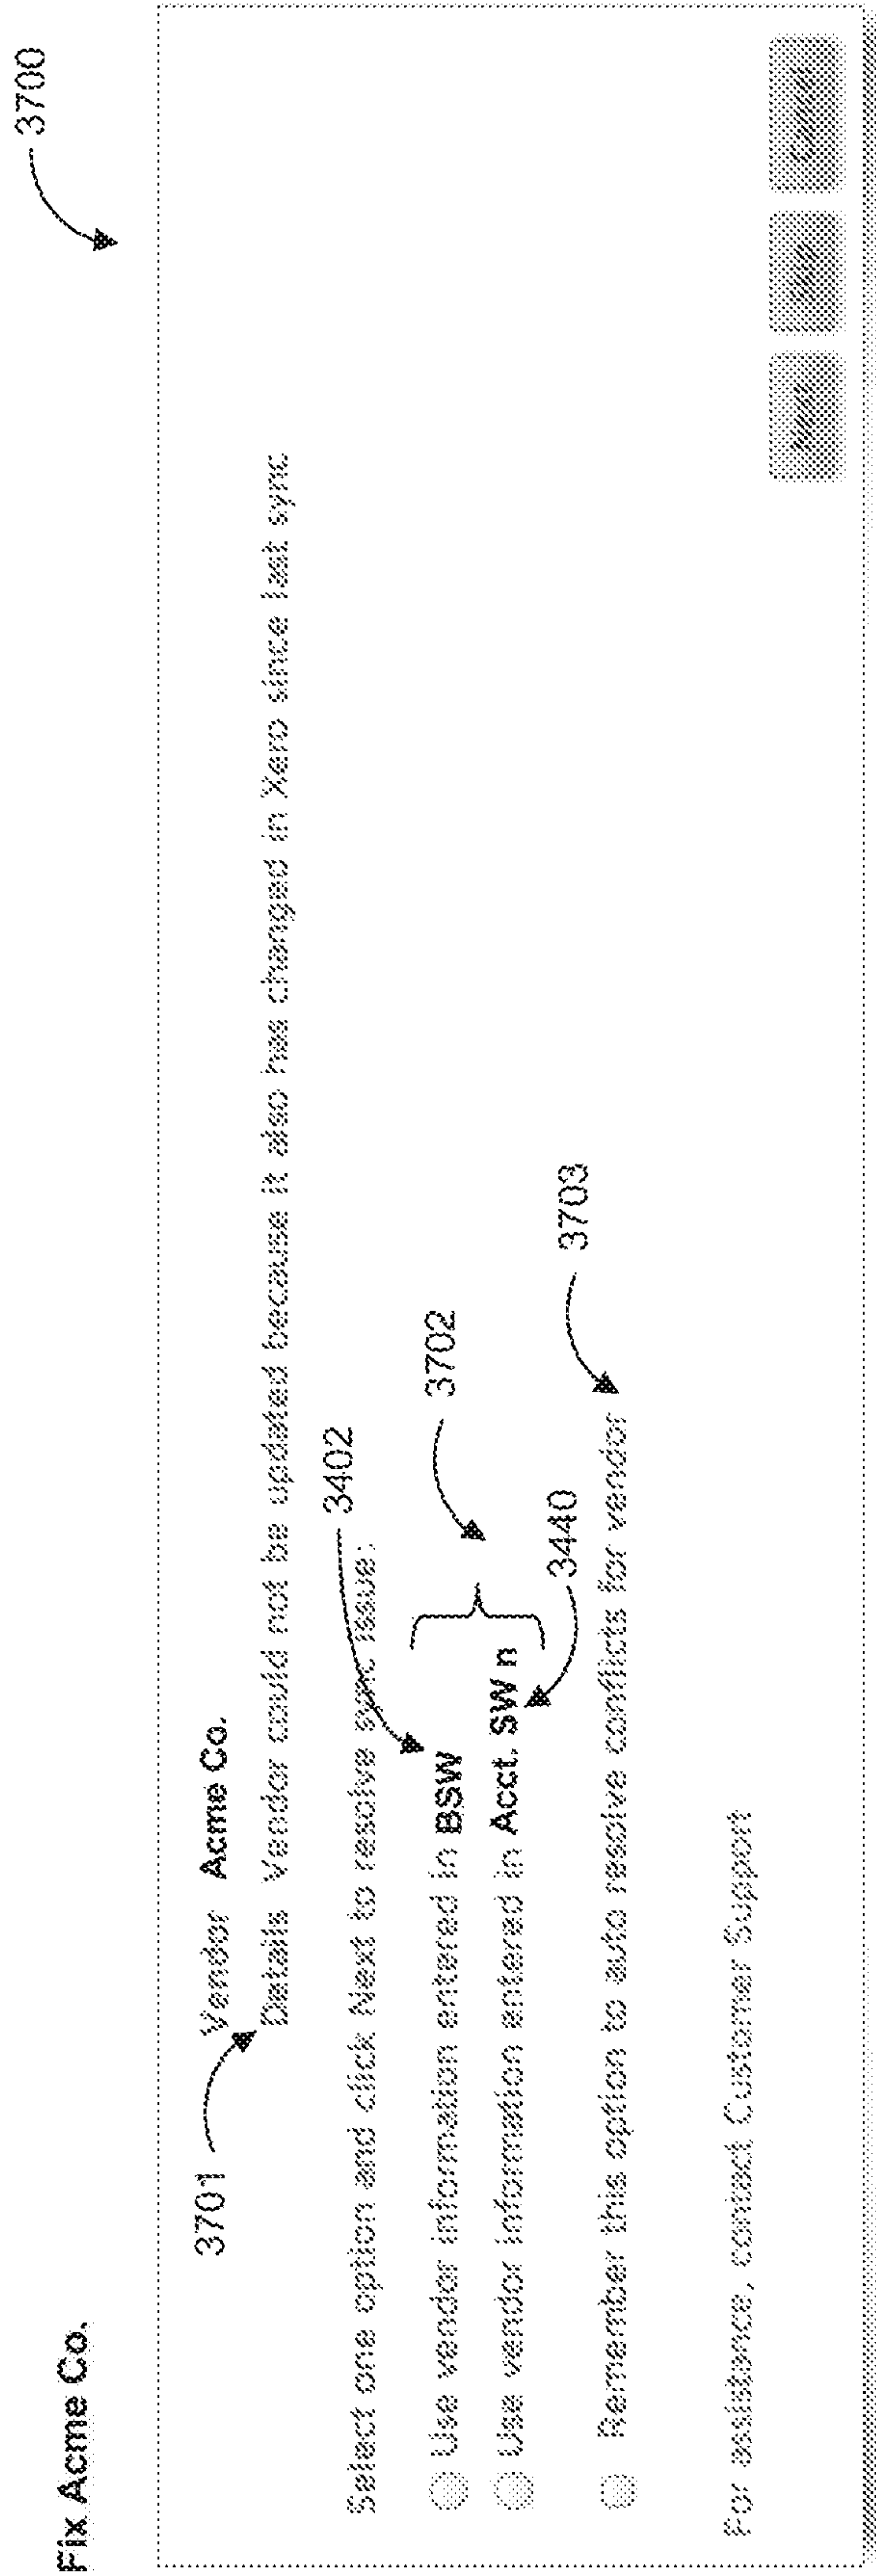 3700
Fix Acme Co.
3701
Vendor Acme Co.
Details Vendor could not be updated because it also has changed in Xero since last sync
Select one option and click Next to resolve sync issue:
3402
Use vendor information entered in BSW
3702
Use vendor information entered in Acct. SW n
3440
Remember this option to auto resolve conflicts for vendor
3703
For assistance, contact Customer Support
Cancel